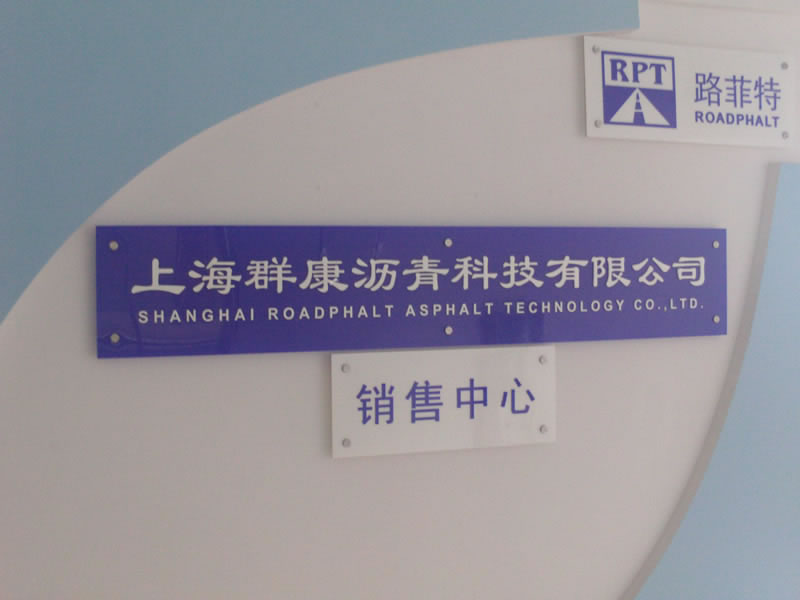 RPT
路菲特
ROADPHALT
上海群康沥青科技有限公司
SHANGHAI ROADPHALT ASPHALT TECHNOLOGY CO.,LTD.
销售中心